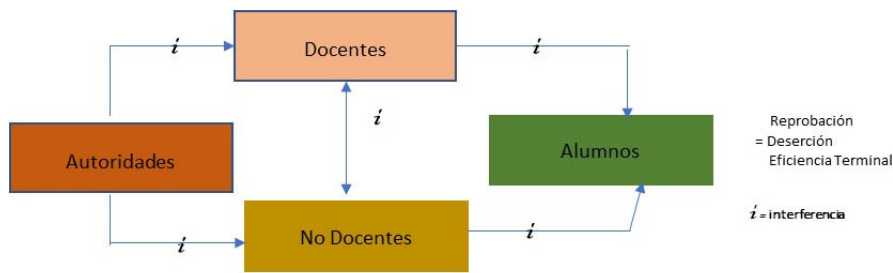 í
Docentes
í
í
Autoridades
Alumnos
Reprobación
= Deserción
Eficiencia Terminal
í
No Docentes
í
í = interferencia